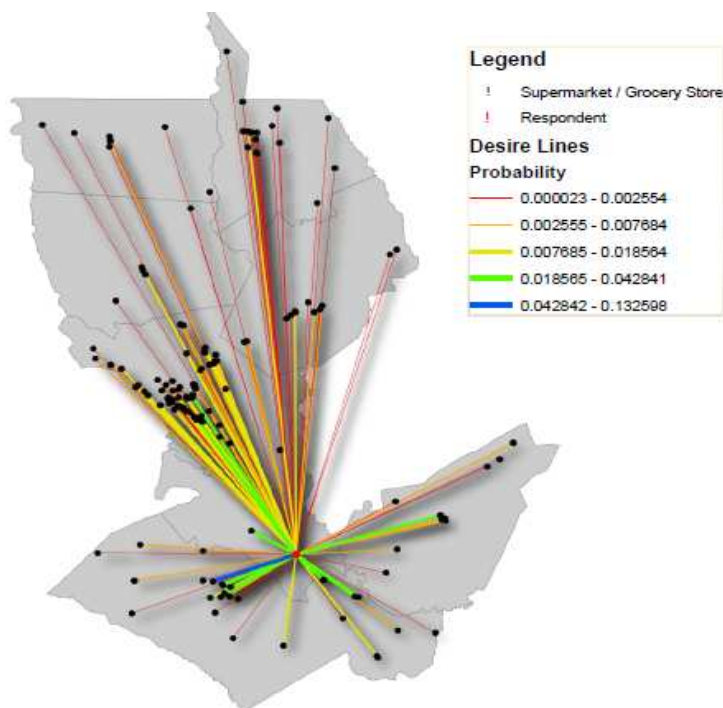 Legend
! Supermarket / Grocery Store
! Respondent
Desire Lines
Probability
0.000023 - 0.002554
0.002555 - 0.007684
0.007685 - 0.018564
0.018565 - 0.042841
0.042842 - 0.132598